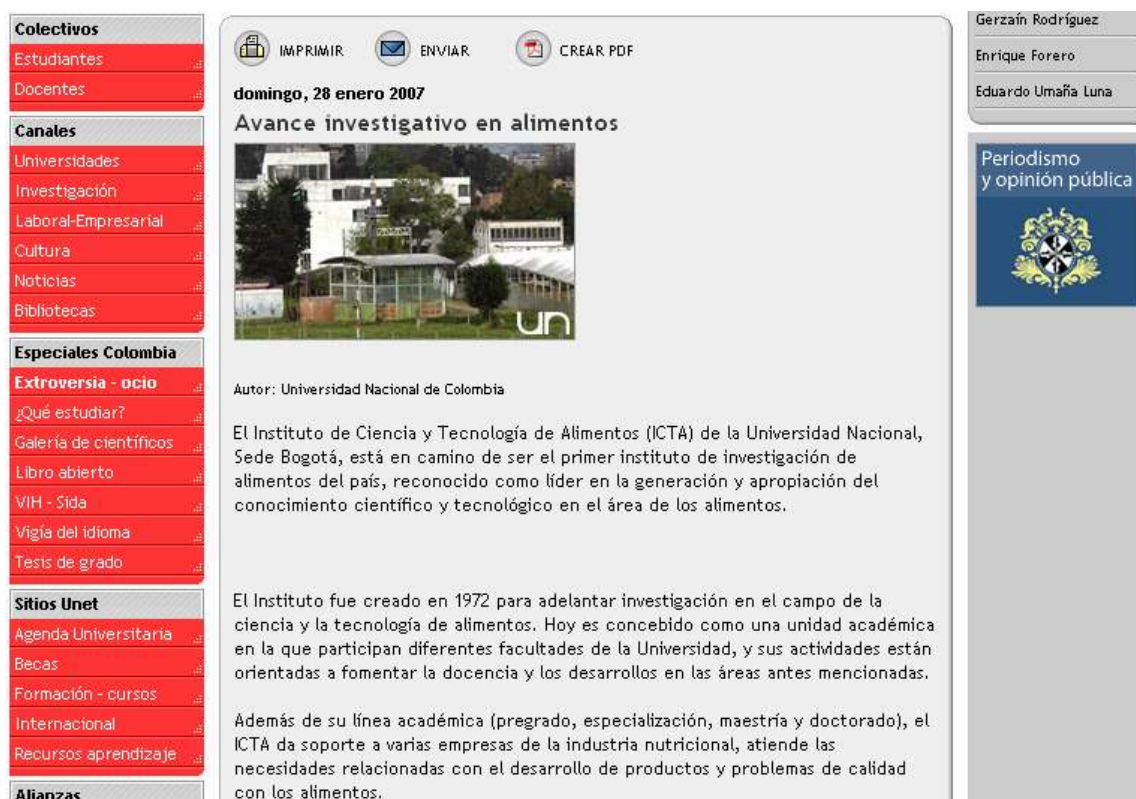 Colectivos
Estudiantes
Docentes
Canales
Universidades
Investigación
Laboral-Empresarial
Cultura
Noticias
Bibliotecas
Especiales Colombia
Extroversia - ocio
¿Qué estudiar?
Galería de científicos
Libro abierto
VIH - Sida
Vigía del idioma
Tesis de grado
Sitios Unet
Agenda Universitaria
Becas
Formación - cursos
Internacional
Recursos aprendizaje
Alianzas
IMPRIMIR ENVIAR CREAR PDF
domingo, 28 enero 2007
Avance investigativo en alimentos
un
Autor: Universidad Nacional de Colombia
El Instituto de Ciencia y Tecnología de Alimentos (ICTA) de la Universidad Nacional,
Sede Bogotá, está en camino de ser el primer instituto de investigación de
alimentos del país, reconocido como líder en la generación y apropiación del
conocimiento científico y tecnológico en el área de los alimentos.
El Instituto fue creado en 1972 para adelantar investigación en el campo de la
ciencia y la tecnología de alimentos. Hoy es concebido como una unidad académica
en la que participan diferentes facultades de la Universidad, y sus actividades están
orientadas a fomentar la docencia y los desarrollos en las áreas antes mencionadas.
Además de su línea académica (pregrado, especialización, maestría y doctorado), el
ICTA da soporte a varias empresas de la industria nutricional, atiende las
necesidades relacionadas con el desarrollo de productos y problemas de calidad
con los alimentos.
Gerzaín Rodríguez
Enrique Forero
Eduardo Umaña Luna
Periodismo
y opinión pública